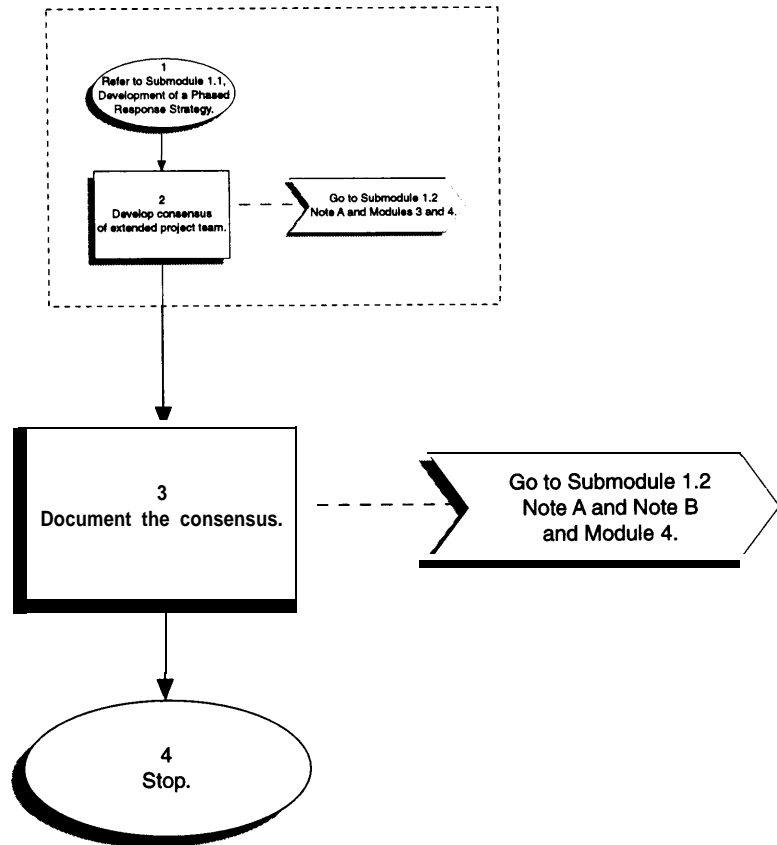 1
Refer to Submodule 1.1,
Development of a Phased
Response Strategy.
2
Develop consensus
of extended project team.
Go to Submodule 1.2
Note A and Modules 3 and 4.
3
Document the consensus.
Go to Submodule 1.2
Note A and Note B
and Module 4.
4
Stop.